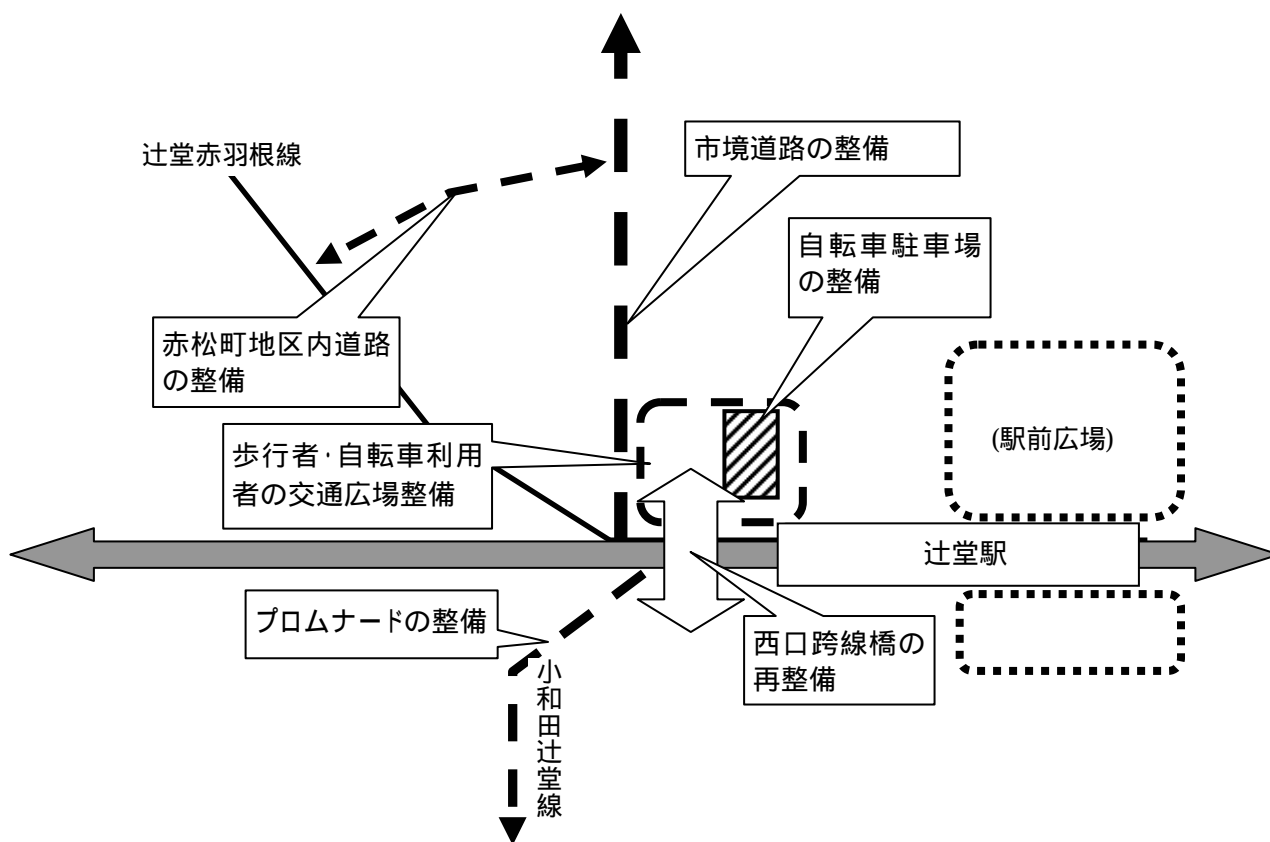 辻堂赤羽根線
市境道路の整備
自転車駐車場
の整備
赤松町地区内道路
の整備
歩行者・自転車利用
者の交通広場整備
(駅前広場)
辻堂駅
プロムナードの整備
西口跨線橋の
再整備
小和田辻堂線